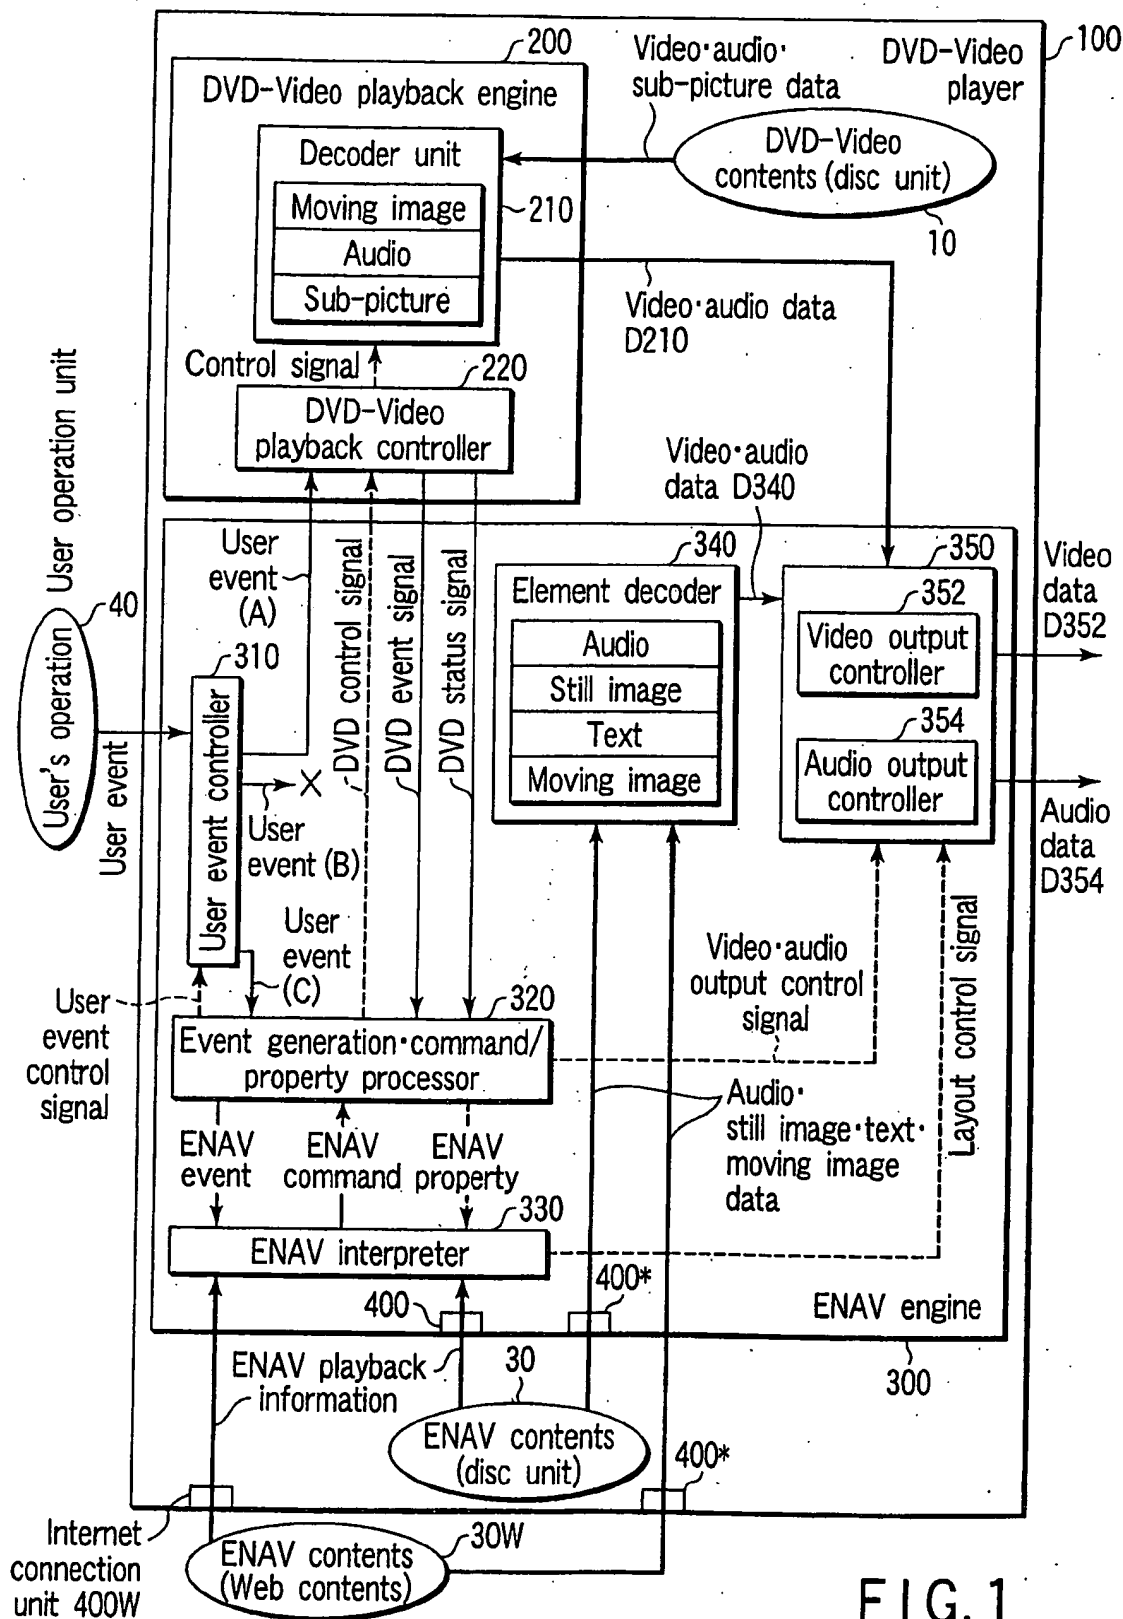 100
DVD-Video
player
200
DVD-Video playback engine
Video·audio·
sub-picture data
DVD-Video
contents (disc unit)
10
Decoder unit
Moving image
Audio
Sub-picture
210
Video·audio data
D210
Control signal
220
DVD-Video
playback controller
User operation unit
40
User's operation
User event
310
User event controller
User
event
(A)
User
event (B)
X
User
event
(C)
DVD control signal
DVD event signal
DVD status signal
340
Element decoder
Audio
Still image
Text
Moving image
Video·audio
data D340
350
352
Video output
controller
354
Audio output
controller
Video
data
D352
Audio
data
D354
User
event
control
signal
320
Event generation·command/
property processor
Video·audio
output control
signal
Layout control signal
ENAV
event
ENAV
command
ENAV
property
Audio·
still image·text·
moving image
data
330
ENAV interpreter
400
400*
ENAV engine
300
ENAV playback
information
30
ENAV contents
(disc unit)
400*
Internet
connection
unit 400W
30W
ENAV contents
(Web contents)
FIG. 1